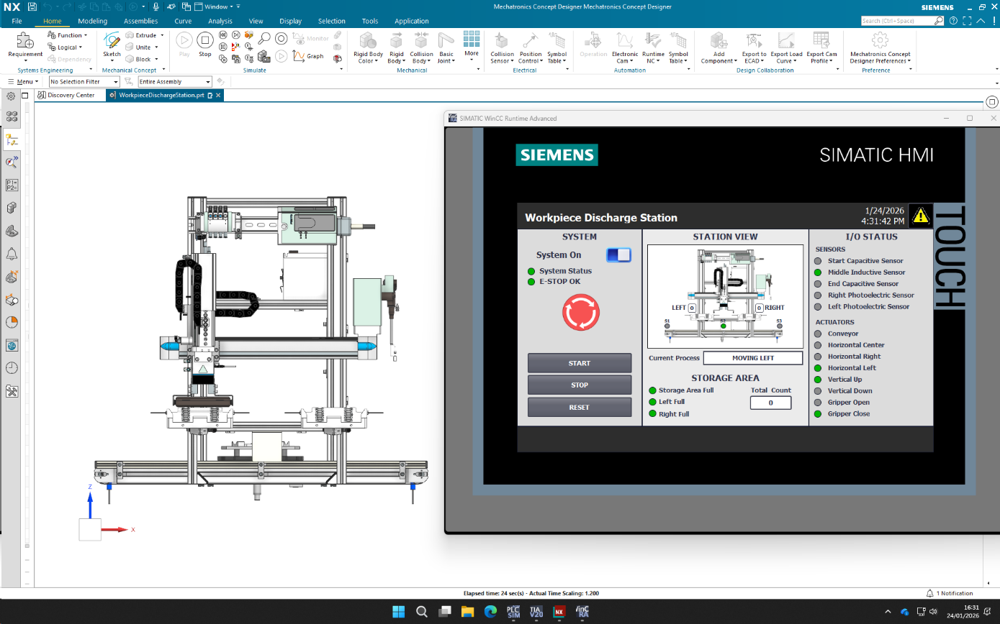 NX
Window
Mechatronics Concept Designer Mechatronics Concept Designer
SIEMENS
File Home Modeling Assemblies Curve Analysis View Display Selection Tools Application
Search (Ctrl+Space)
Requirement
Function
Logical
Dependency
Systems Engineering
Sketch
Extrude
Unite
Block
Mechanical Concept
Play
Stop
Monitor
Graph
Simulate
Rigid Body Color
Rigid Body
Collision Body
Basic Joint
More
Mechanical
Collision Sensor
Position Control
Symbol Table
Electrical
Operation
Electronic Cam
Runtime NC
Symbol Table
Automation
Add Component
Export to ECAD
Export Load Curve
Export Cam Profile
Design Collaboration
Mechatronics Concept Designer Preferences
Preference
Menu
No Selection Filter
Entire Assembly
Discovery Center
WorkpieceDischargeStation.prt
P1=
P2=
Z
X
SIMATIC WinCC Runtime Advanced
SIEMENS
SIMATIC HMI
TOUCH
Workpiece Discharge Station
1/24/2026
4:31:42 PM
SYSTEM
System On
System Status
E-STOP OK
START
STOP
RESET
STATION VIEW
LEFT 0
0 RIGHT
S1 S2 S3
Current Process MOVING LEFT
STORAGE AREA
Storage Area Full
Left Full
Right Full
Total Count
0
I/O STATUS
SENSORS
Start Capacitive Sensor
Middle Inductive Sensor
End Capacitive Sensor
Right Photoelectric Sensor
Left Photoelectric Sensor
ACTUATORS
Conveyor
Horizontal Center
Horizontal Right
Horizontal Left
Vertical Up
Vertical Down
Gripper Open
Gripper Close
Elapsed time: 24 sec(s) - Actual Time Scaling: 1.200
1 Notification
PLC
SIM
TIA
V20
NX
WinC
RA
16:31
24/01/2026